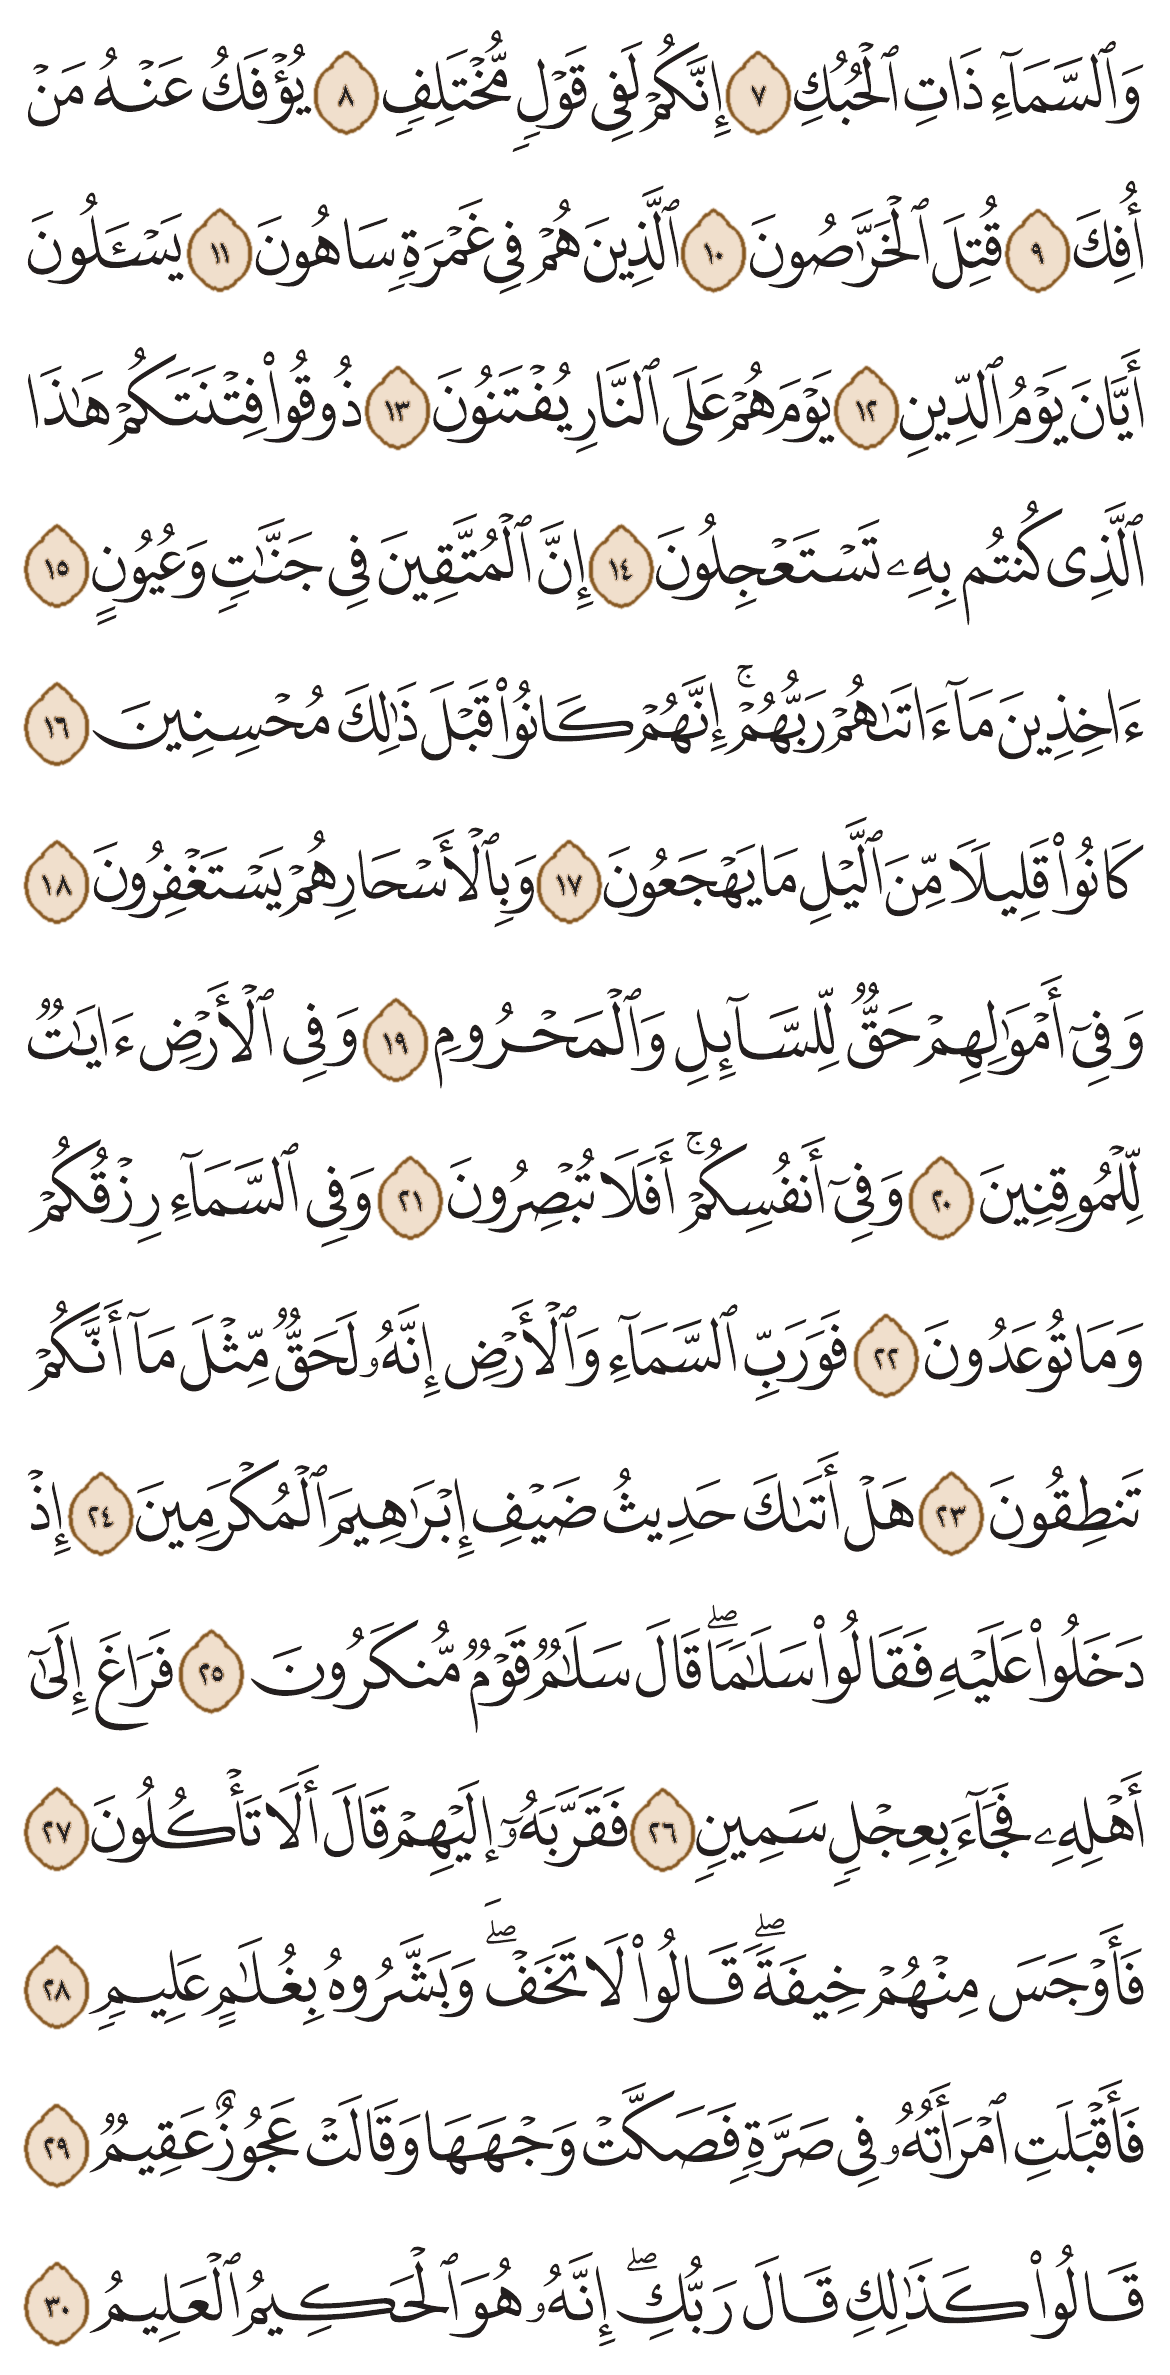 وَٱلسَّمَآءِ ذَاتِ ٱلْحُبُكِ ٧ إِنَّكُمْ لَفِى قَوْلٍ مُّخْتَلِفٍ ٨ يُؤْفَكُ عَنْهُ مَنْ
أُفِكَ ٩ قُتِلَ ٱلْخَرَّٰصُونَ ١٠ ٱلَّذِينَ هُمْ فِى غَمْرَةٍ سَاهُونَ ١١ يَسْـَٔلُونَ
أَيَّانَ يَوْمُ ٱلدِّينِ ١٢ يَوْمَ هُمْ عَلَى ٱلنَّارِ يُفْتَنُونَ ١٣ ذُوقُوا۟ فِتْنَتَكُمْ هَٰذَا
ٱلَّذِى كُنتُم بِهِۦ تَسْتَعْجِلُونَ ١٤ إِنَّ ٱلْمُتَّقِينَ فِى جَنَّٰتٍ وَعُيُونٍ ١٥
ءَاخِذِينَ مَآ ءَاتَىٰهُمْ رَبُّهُمْ ۚ إِنَّهُمْ كَانُوا۟ قَبْلَ ذَٰلِكَ مُحْسِنِينَ ١٦
كَانُوا۟ قَلِيلًا مِّنَ ٱلَّيْلِ مَا يَهْجَعُونَ ١٧ وَبِٱلْأَسْحَارِ هُمْ يَسْتَغْفِرُونَ ١٨
وَفِىٓ أَمْوَٰلِهِمْ حَقٌّ لِّلسَّآئِلِ وَٱلْمَحْرُومِ ١٩ وَفِى ٱلْأَرْضِ ءَايَٰتٌ
لِّلْمُوقِنِينَ ٢٠ وَفِىٓ أَنفُسِكُمْ ۚ أَفَلَا تُبْصِرُونَ ٢١ وَفِى ٱلسَّمَآءِ رِزْقُكُمْ
وَمَا تُوعَدُونَ ٢٢ فَوَرَبِّ ٱلسَّمَآءِ وَٱلْأَرْضِ إِنَّهُۥ لَحَقٌّ مِّثْلَ مَآ أَنَّكُمْ
تَنطِقُونَ ٢٣ هَلْ أَتَىٰكَ حَدِيثُ ضَيْفِ إِبْرَٰهِيمَ ٱلْمُكْرَمِينَ ٢٤ إِذْ
دَخَلُوا۟ عَلَيْهِ فَقَالُوا۟ سَلَٰمًا ۖ قَالَ سَلَٰمٌ قَوْمٌ مُّنكَرُونَ ٢٥ فَرَاغَ إِلَىٰٓ
أَهْلِهِۦ فَجَآءَ بِعِجْلٍ سَمِينٍ ٢٦ فَقَرَّبَهُۥٓ إِلَيْهِمْ قَالَ أَلَا تَأْكُلُونَ ٢٧
فَأَوْجَسَ مِنْهُمْ خِيفَةً ۖ قَالُوا۟ لَا تَخَفْ ۖ وَبَشَّرُوهُ بِغُلَٰمٍ عَلِيمٍ ٢٨
فَأَقْبَلَتِ ٱمْرَأَتُهُۥ فِى صَرَّةٍ فَصَكَّتْ وَجْهَهَا وَقَالَتْ عَجُوزٌ عَقِيمٌ ٢٩
قَالُوا۟ كَذَٰلِكِ قَالَ رَبُّكِ ۖ إِنَّهُۥ هُوَ ٱلْحَكِيمُ ٱلْعَلِيمُ ٣٠